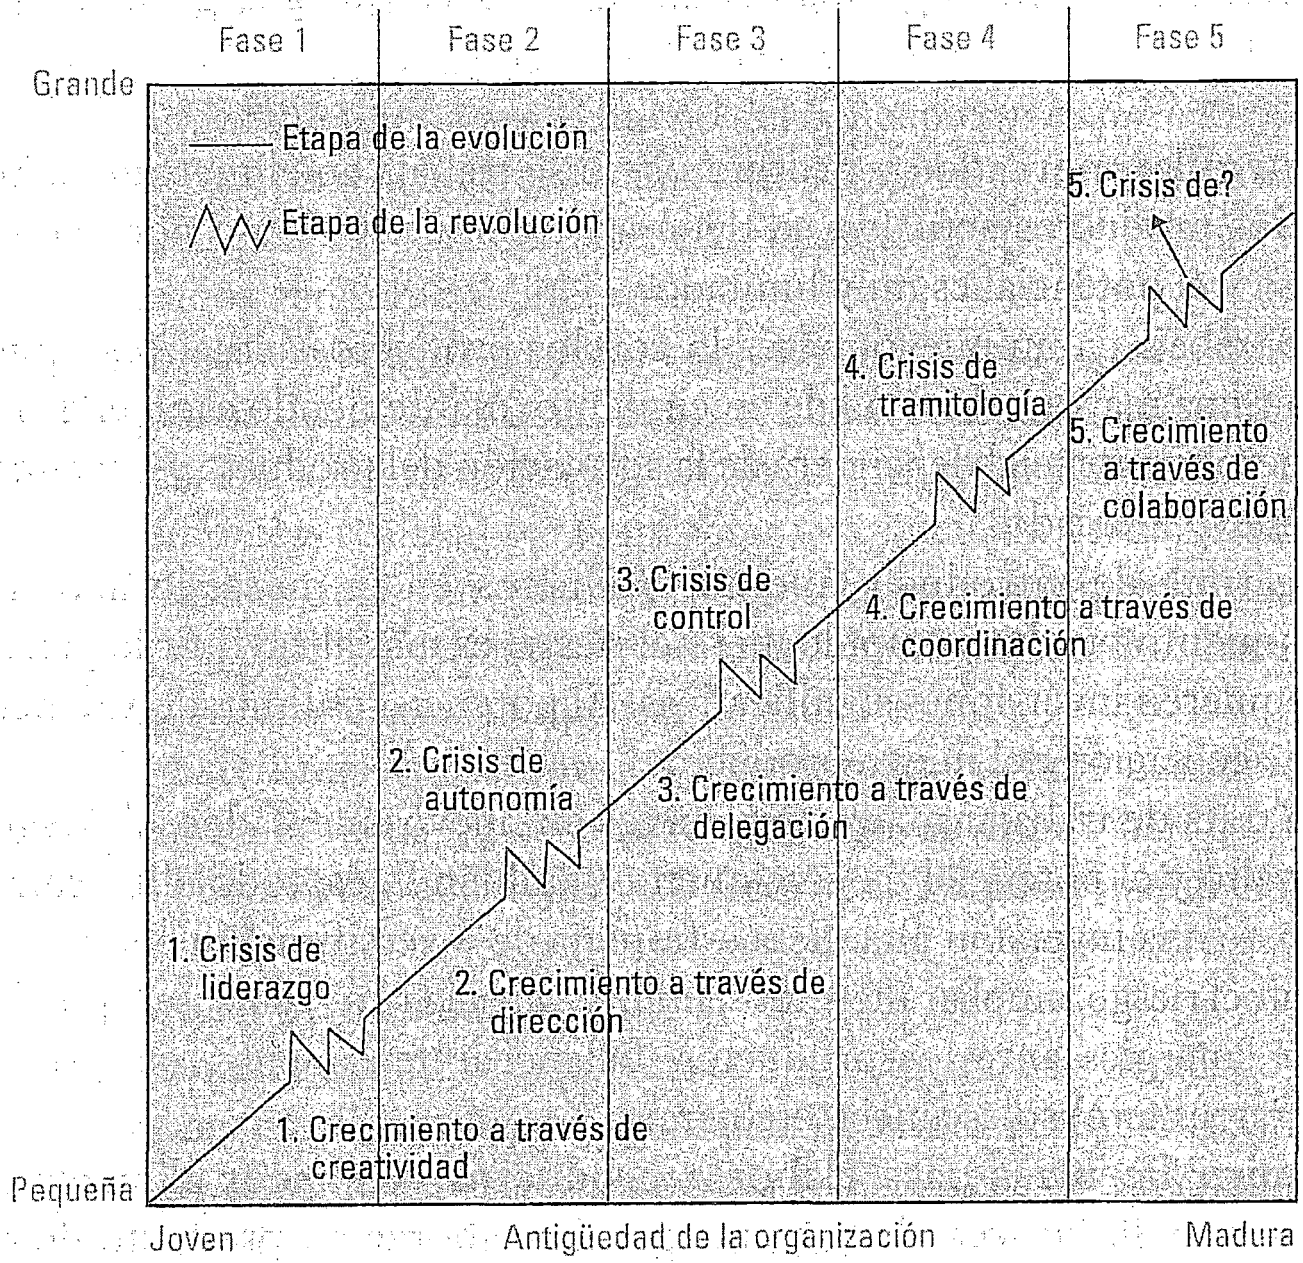 Fase 1
Fase 2
Fase 3
Fase 4
Fase 5
Grande
Etapa de la evolución
Etapa de la revolución
5. Crisis de?
4. Crisis de
tramitología
5. Crecimiento
a través de
colaboración
3. Crisis de
control
4. Crecimiento a través de
coordinación
2. Crisis de
autonomía
3. Crecimiento a través de
delegación
1. Crisis de
liderazgo
2. Crecimiento a través de
dirección
1. Crecimiento a través de
creatividad
Pequeña
Joven
Antigüedad de la organización
Madura